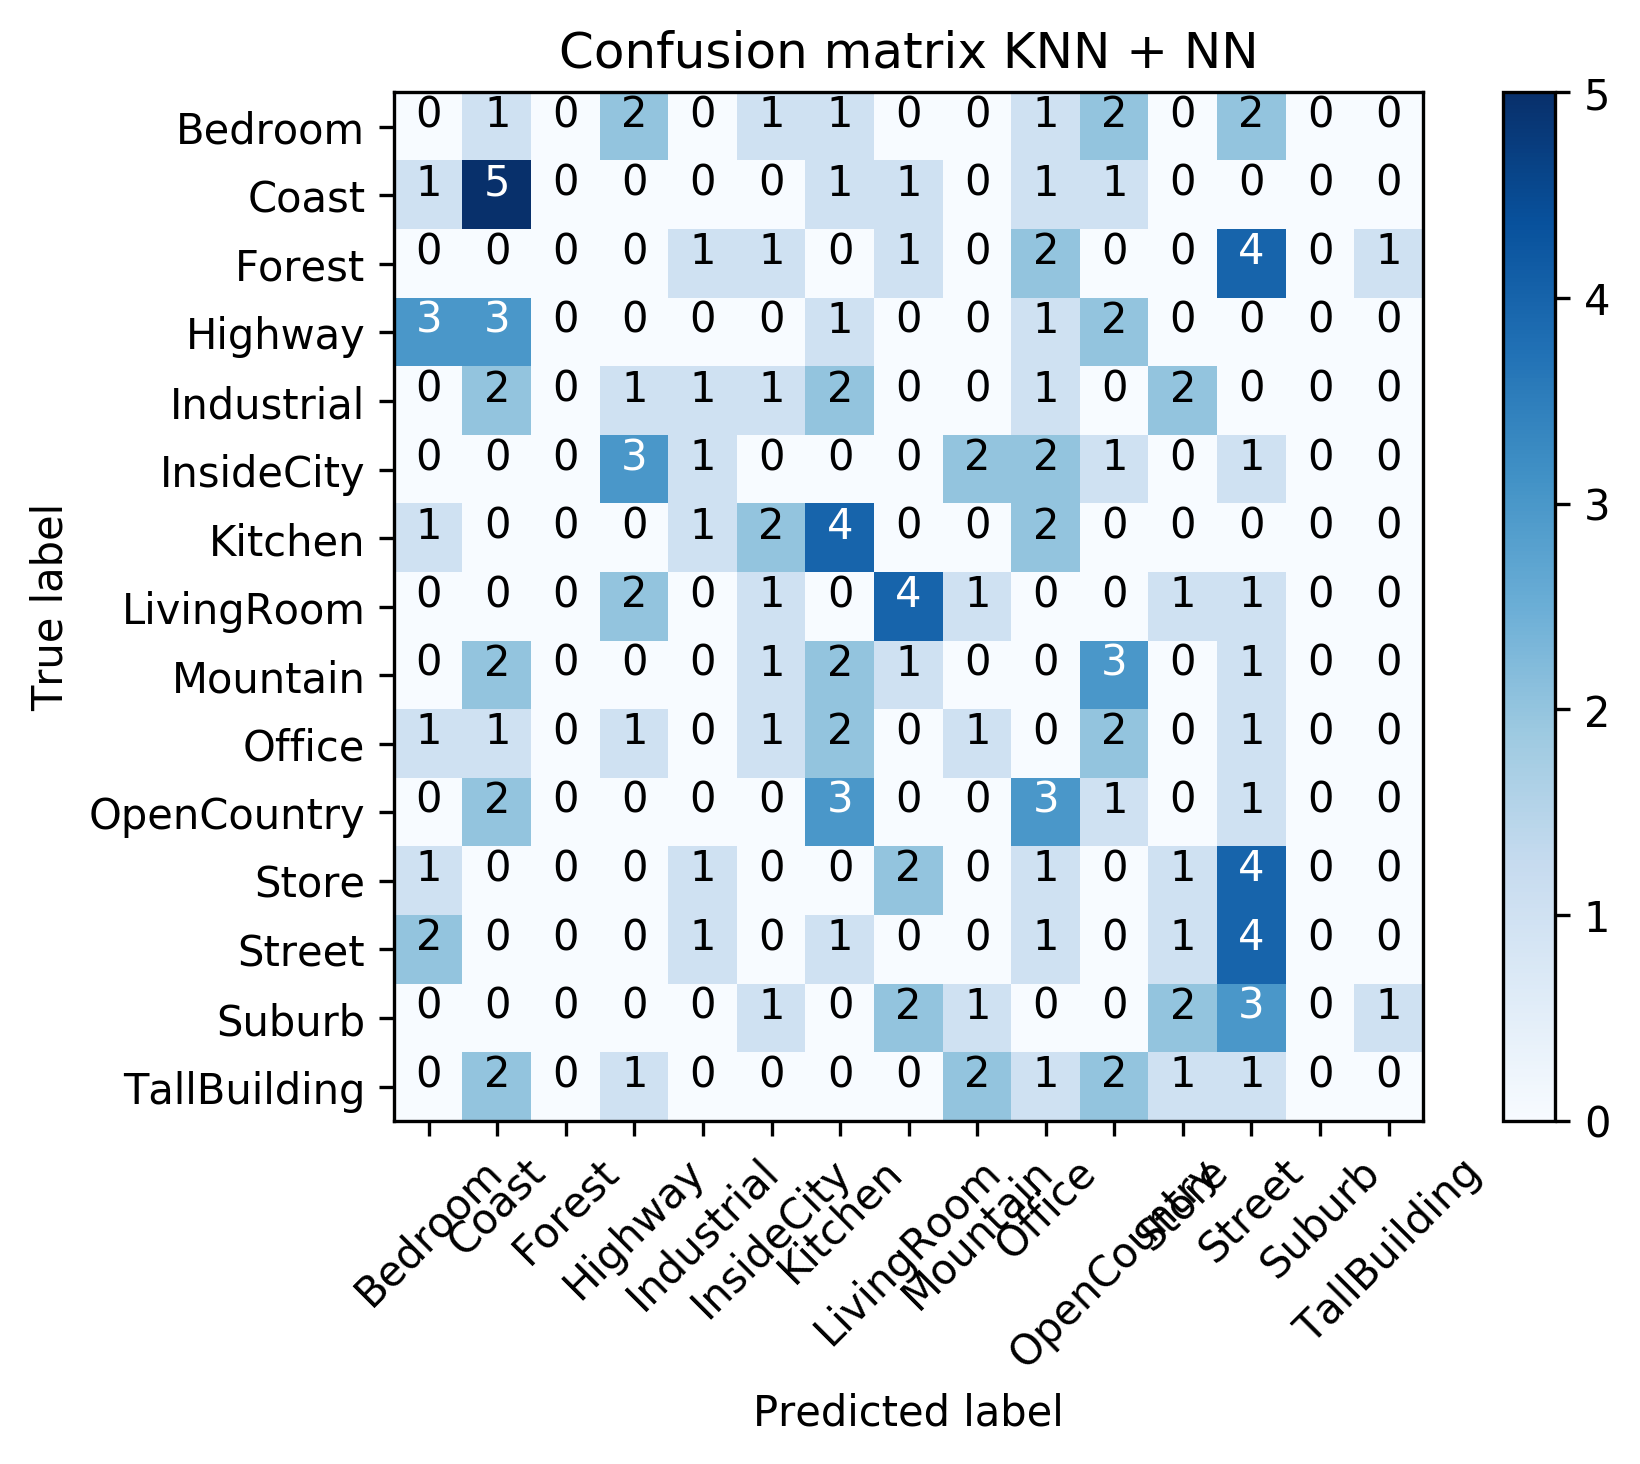 Confusion matrix KNN + NN
True label
Bedroom 0 1 0 2 0 1 1 0 0 1 2 0 2 0 0
Coast 1 5 0 0 0 0 1 1 0 1 1 0 0 0 0
Forest 0 0 0 0 1 1 0 1 0 2 0 0 4 0 1
Highway 3 3 0 0 0 0 1 0 0 1 2 0 0 0 0
Industrial 0 2 0 1 1 1 2 0 0 1 0 2 0 0 0
InsideCity 0 0 0 3 1 0 0 0 2 2 1 0 1 0 0
Kitchen 1 0 0 0 1 2 4 0 0 2 0 0 0 0 0
LivingRoom 0 0 0 2 0 1 0 4 1 0 0 1 1 0 0
Mountain 0 2 0 0 0 1 2 1 0 0 3 0 1 0 0
Office 1 1 0 1 0 1 2 0 1 0 2 0 1 0 0
OpenCountry 0 2 0 0 0 0 3 0 0 3 1 0 1 0 0
Store 1 0 0 0 1 0 0 2 0 1 0 1 4 0 0
Street 2 0 0 0 1 0 1 0 0 1 0 1 4 0 0
Suburb 0 0 0 0 0 1 0 2 1 0 0 2 3 0 1
TallBuilding 0 2 0 1 0 0 0 0 2 1 2 1 1 0 0
Bedroom
Coast
Forest
Highway
Industrial
InsideCity
Kitchen
LivingRoom
Mountain
Office
OpenCountry
Store
Street
Suburb
TallBuilding
Predicted label
5
4
3
2
1
0